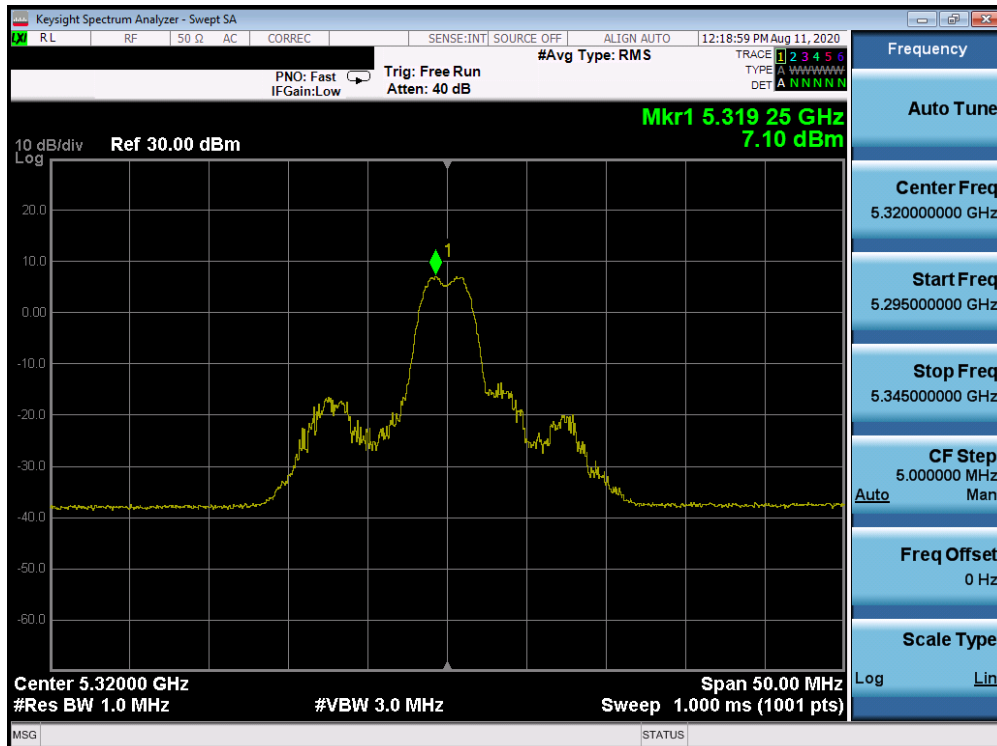 Keysight Spectrum Analyzer - Swept SA
LXI RL RF 50 Ω AC CORREC SENSE:INT SOURCE OFF ALIGN AUTO 12:18:59 PM Aug 11, 2020
#Avg Type: RMS
TRACE 1 2 3 4 5 6
TYPE A WWWWW
DET A N N N N N
PNO: Fast
IFGain:Low
Trig: Free Run
Atten: 40 dB
Mkr1 5.319 25 GHz
7.10 dBm
10 dB/div
Log
Ref 30.00 dBm
1
20.0
10.0
0.00
-10.0
-20.0
-30.0
-40.0
-50.0
-60.0
Center 5.32000 GHz
Span 50.00 MHz
#Res BW 1.0 MHz
#VBW 3.0 MHz
Sweep 1.000 ms (1001 pts)
MSG
STATUS
Frequency
Auto Tune
Center Freq
5.320000000 GHz
Start Freq
5.295000000 GHz
Stop Freq
5.345000000 GHz
CF Step
5.000000 MHz
Auto Man
Freq Offset
0 Hz
Scale Type
Log Lin